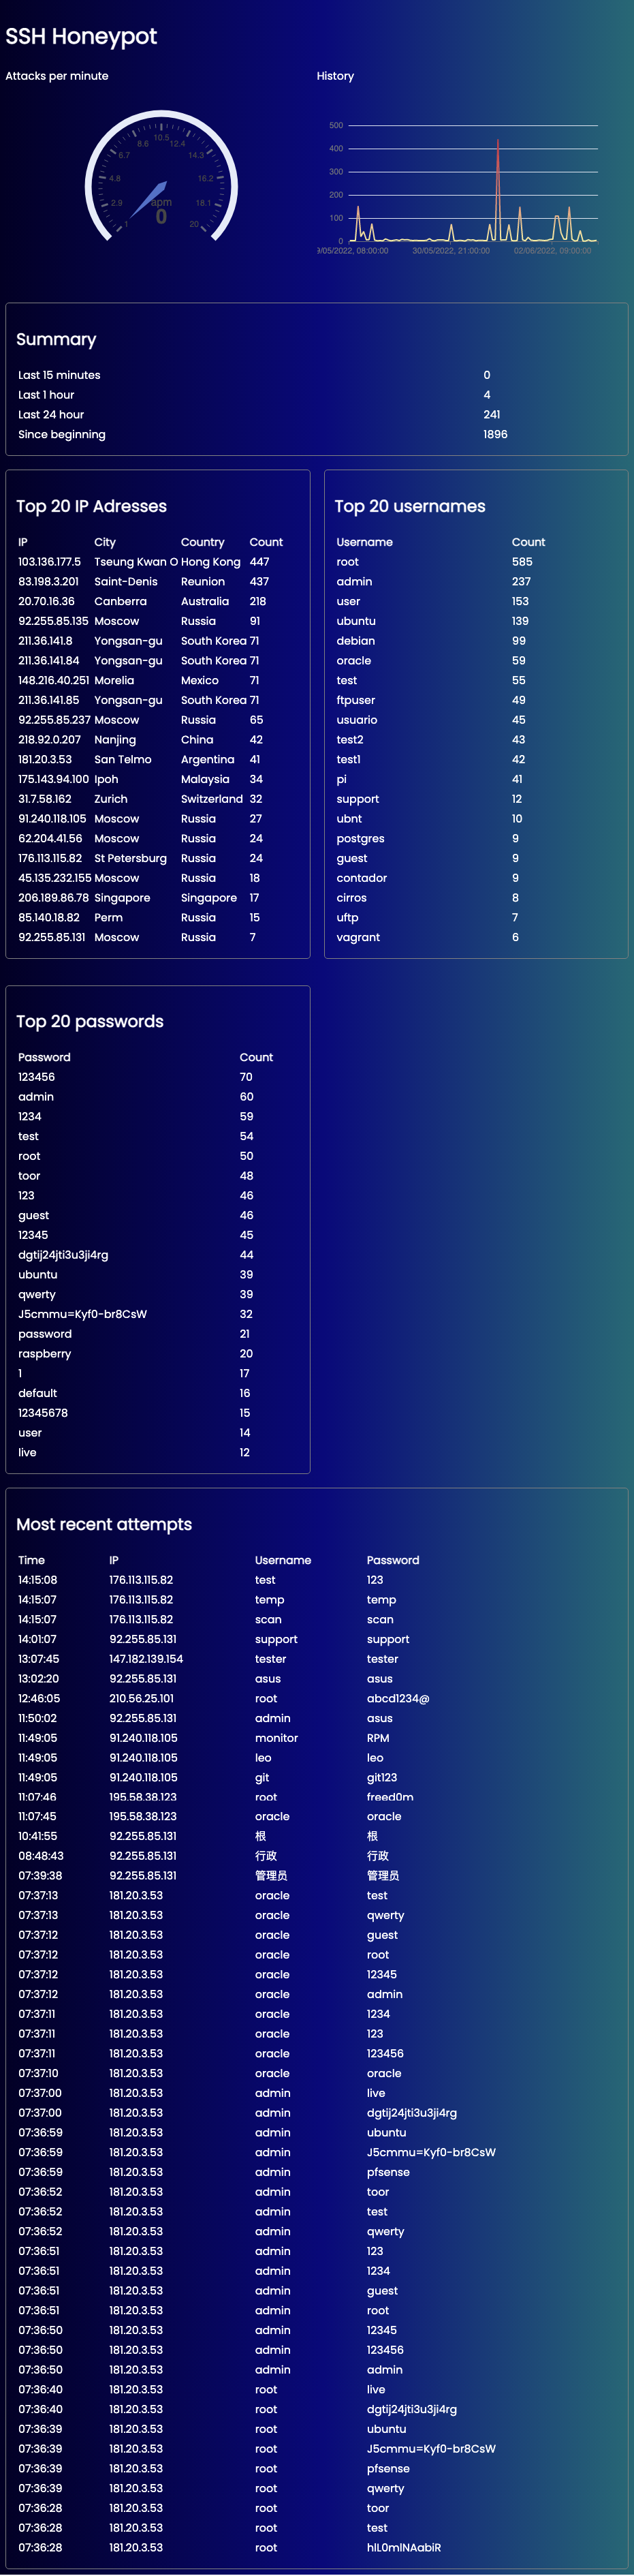 SSH Honeypot
Attacks per minute
History
10.5
8.6 12.4
6.7 14.3
4.8 16.2
2.9 apm 18.1
1 0 20
500
400
300
200
100
0
9/05/2022, 08:00:00 30/05/2022, 21:00:00 02/06/2022, 09:00:00
Summary
Last 15 minutes 0
Last 1 hour 4
Last 24 hour 241
Since beginning 1896
Top 20 IP Adresses
IP City Country Count
103.136.177.5 Tseung Kwan O Hong Kong 447
83.198.3.201 Saint-Denis Reunion 437
20.70.16.36 Canberra Australia 218
92.255.85.135 Moscow Russia 91
211.36.141.8 Yongsan-gu South Korea 71
211.36.141.84 Yongsan-gu South Korea 71
148.216.40.251 Morelia Mexico 71
211.36.141.85 Yongsan-gu South Korea 71
92.255.85.237 Moscow Russia 65
218.92.0.207 Nanjing China 42
181.20.3.53 San Telmo Argentina 41
175.143.94.100 Ipoh Malaysia 34
31.7.58.162 Zurich Switzerland 32
91.240.118.105 Moscow Russia 27
62.204.41.56 Moscow Russia 24
176.113.115.82 St Petersburg Russia 24
45.135.232.155 Moscow Russia 18
206.189.86.78 Singapore Singapore 17
85.140.18.82 Perm Russia 15
92.255.85.131 Moscow Russia 7
Top 20 usernames
Username Count
root 585
admin 237
user 153
ubuntu 139
debian 99
oracle 59
test 55
ftpuser 49
usuario 45
test2 43
test1 42
pi 41
support 12
ubnt 10
postgres 9
guest 9
contador 9
cirros 8
uftp 7
vagrant 6
Top 20 passwords
Password Count
123456 70
admin 60
1234 59
test 54
root 50
toor 48
123 46
guest 46
12345 45
dgtij24jti3u3ji4rg 44
ubuntu 39
qwerty 39
J5cmmu=Kyf0-br8CsW 32
password 21
raspberry 20
1 17
default 16
12345678 15
user 14
live 12
Most recent attempts
Time IP Username Password
14:15:08 176.113.115.82 test 123
14:15:07 176.113.115.82 temp temp
14:15:07 176.113.115.82 scan scan
14:01:07 92.255.85.131 support support
13:07:45 147.182.139.154 tester tester
13:02:20 92.255.85.131 asus asus
12:46:05 210.56.25.101 root abcd1234@
11:50:02 92.255.85.131 admin asus
11:49:05 91.240.118.105 monitor RPM
11:49:05 91.240.118.105 leo leo
11:49:05 91.240.118.105 git git123
11:07:46 195.58.38.123 root freed0m
11:07:45 195.58.38.123 oracle oracle
10:41:55 92.255.85.131 根 根
08:48:43 92.255.85.131 行政 行政
07:39:38 92.255.85.131 管理员 管理员
07:37:13 181.20.3.53 oracle test
07:37:13 181.20.3.53 oracle qwerty
07:37:12 181.20.3.53 oracle guest
07:37:12 181.20.3.53 oracle root
07:37:12 181.20.3.53 oracle 12345
07:37:12 181.20.3.53 oracle admin
07:37:11 181.20.3.53 oracle 1234
07:37:11 181.20.3.53 oracle 123
07:37:11 181.20.3.53 oracle 123456
07:37:10 181.20.3.53 oracle oracle
07:37:00 181.20.3.53 admin live
07:37:00 181.20.3.53 admin dgtij24jti3u3ji4rg
07:36:59 181.20.3.53 admin ubuntu
07:36:59 181.20.3.53 admin J5cmmu=Kyf0-br8CsW
07:36:59 181.20.3.53 admin pfsense
07:36:52 181.20.3.53 admin toor
07:36:52 181.20.3.53 admin test
07:36:52 181.20.3.53 admin qwerty
07:36:51 181.20.3.53 admin 123
07:36:51 181.20.3.53 admin 1234
07:36:51 181.20.3.53 admin guest
07:36:51 181.20.3.53 admin root
07:36:50 181.20.3.53 admin 12345
07:36:50 181.20.3.53 admin 123456
07:36:50 181.20.3.53 admin admin
07:36:40 181.20.3.53 root live
07:36:40 181.20.3.53 root dgtij24jti3u3ji4rg
07:36:39 181.20.3.53 root ubuntu
07:36:39 181.20.3.53 root J5cmmu=Kyf0-br8CsW
07:36:39 181.20.3.53 root pfsense
07:36:39 181.20.3.53 root qwerty
07:36:28 181.20.3.53 root toor
07:36:28 181.20.3.53 root test
07:36:28 181.20.3.53 root hlL0mlNAabiR